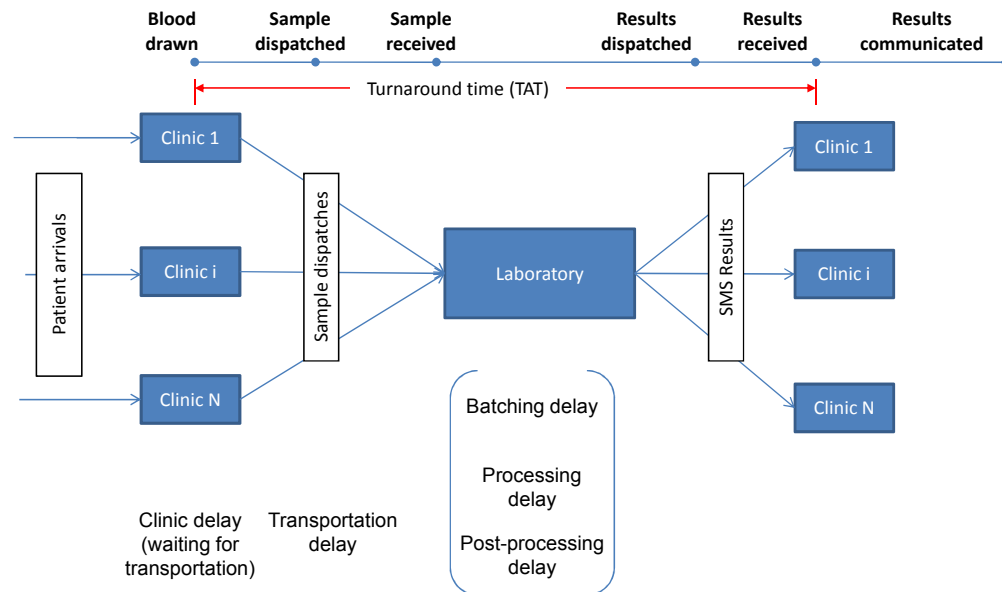 Blood
drawn
Sample
dispatched
Sample
received
Results
dispatched
Results
received
Results
communicated
Turnaround time (TAT)
Patient arrivals
Clinic 1
Clinic i
Clinic N
Sample dispatches
Laboratory
SMS Results
Clinic 1
Clinic i
Clinic N
Batching delay
Processing
delay
Post-processing
delay
Clinic delay
(waiting for
transportation)
Transportation
delay